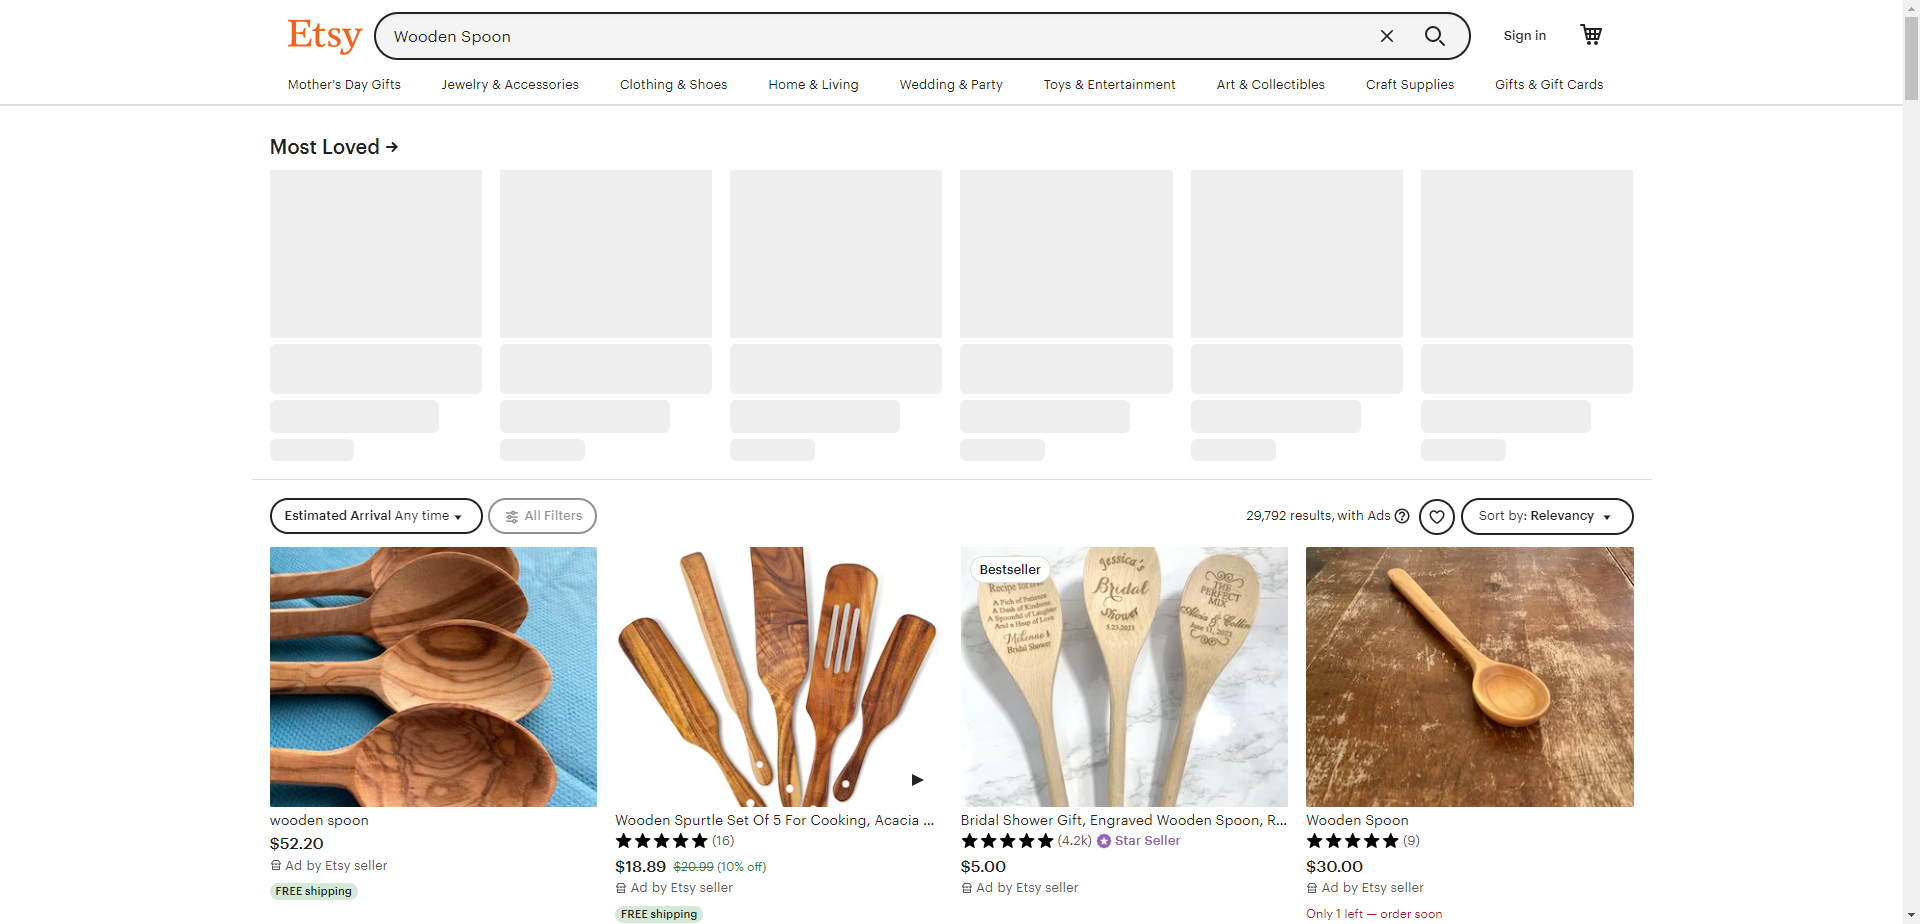 Etsy
Wooden Spoon
Sign in
Mother's Day Gifts
Jewelry & Accessories
Clothing & Shoes
Home & Living
Wedding & Party
Toys & Entertainment
Art & Collectibles
Craft Supplies
Gifts & Gift Cards
Most Loved
Estimated Arrival Any time
All Filters
29,792 results, with Ads
Sort by: Relevancy
Bestseller
Recipe for love
A Pich of Patience
A Dash of Kindness
A Spoonful of Laughter
And a Heap of Love
Mikenne's
Bridal Shower
Jessica's
Bridal
Shower
5.23.2023
THE
PERFECT
MIX
Alicia & Collin
June 11, 2023
wooden spoon
$52.20
Ad by Etsy seller
FREE shipping
Wooden Spurtle Set Of 5 For Cooking, Acacia ...
(16)
$18.89 $20.99 (10% off)
Ad by Etsy seller
FREE shipping
Bridal Shower Gift, Engraved Wooden Spoon, R...
(4.2k) Star Seller
$5.00
Ad by Etsy seller
Wooden Spoon
(9)
$30.00
Ad by Etsy seller
Only 1 left — order soon